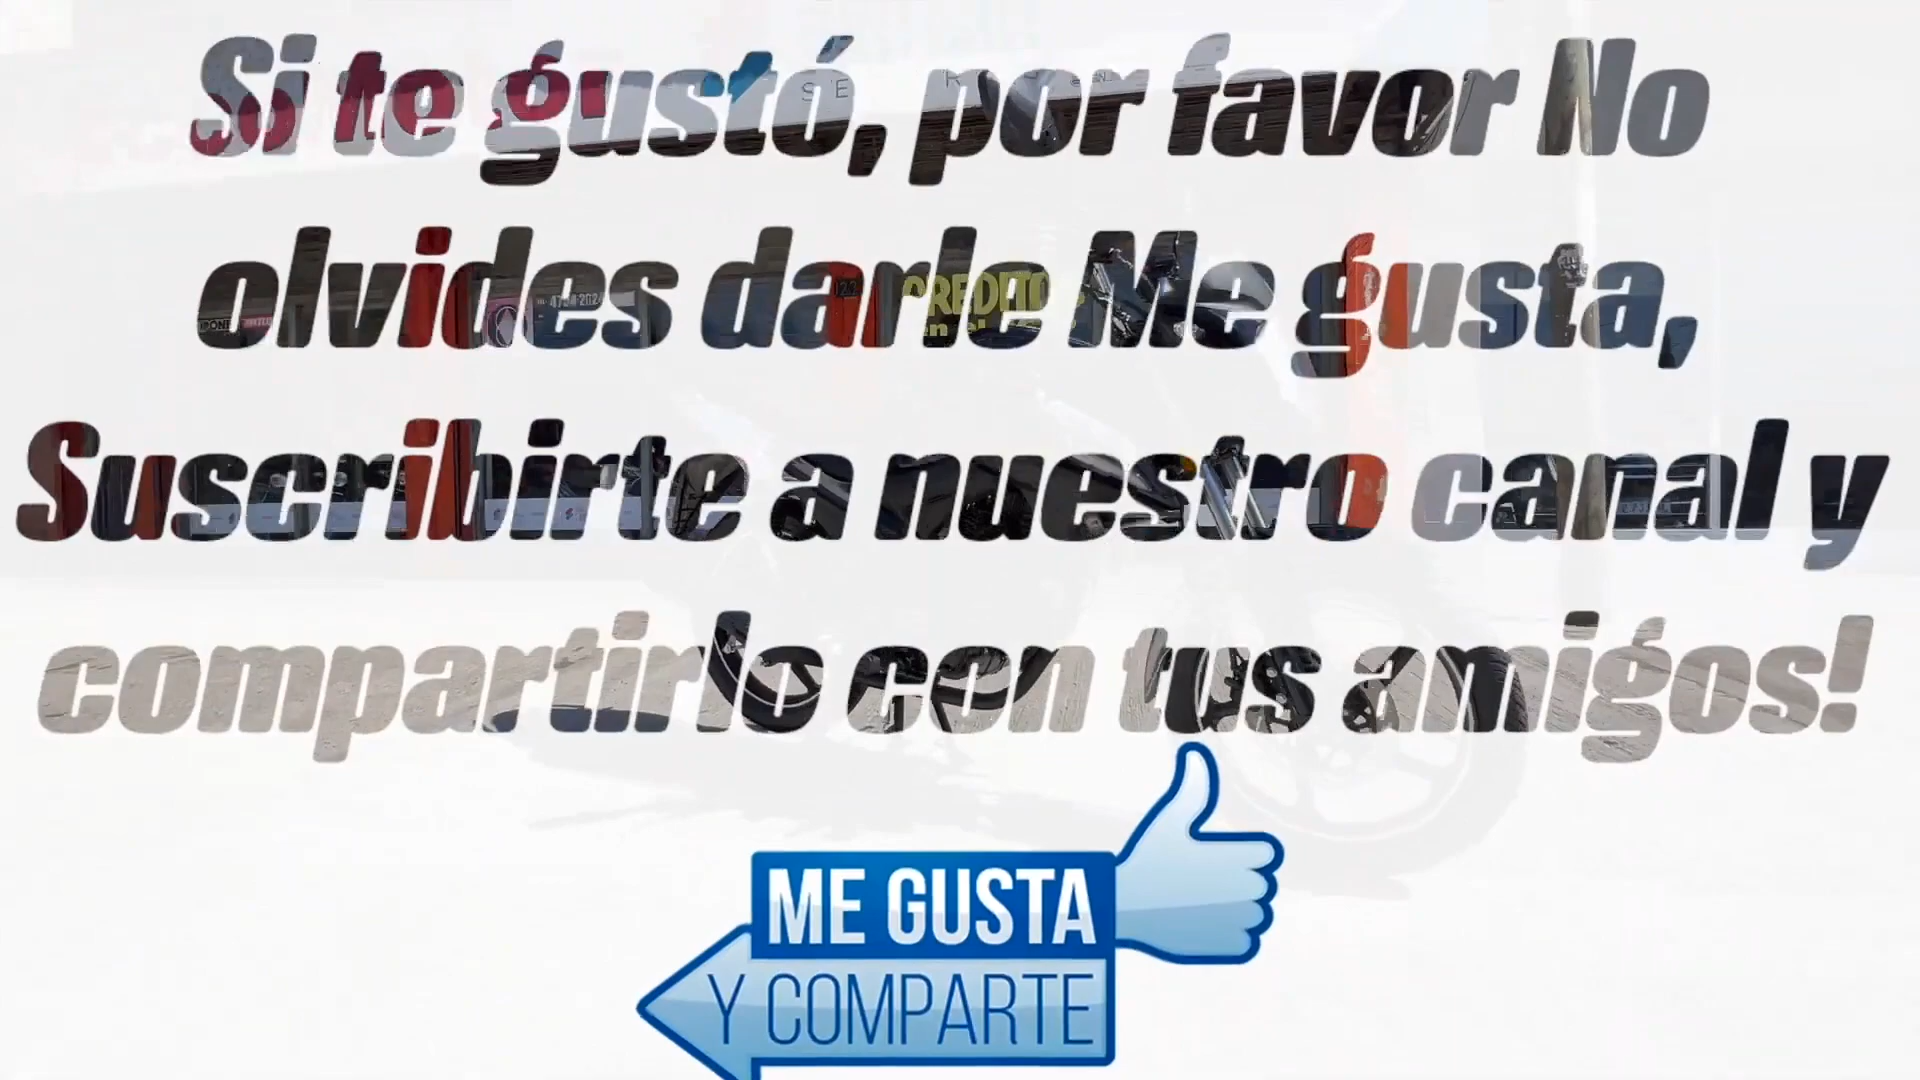 Si te gustó, por favor No
olvides darle Me gusta,
Suscribirte a nuestro canal y
compartirlo con tus amigos!
ME GUSTA
Y COMPARTE